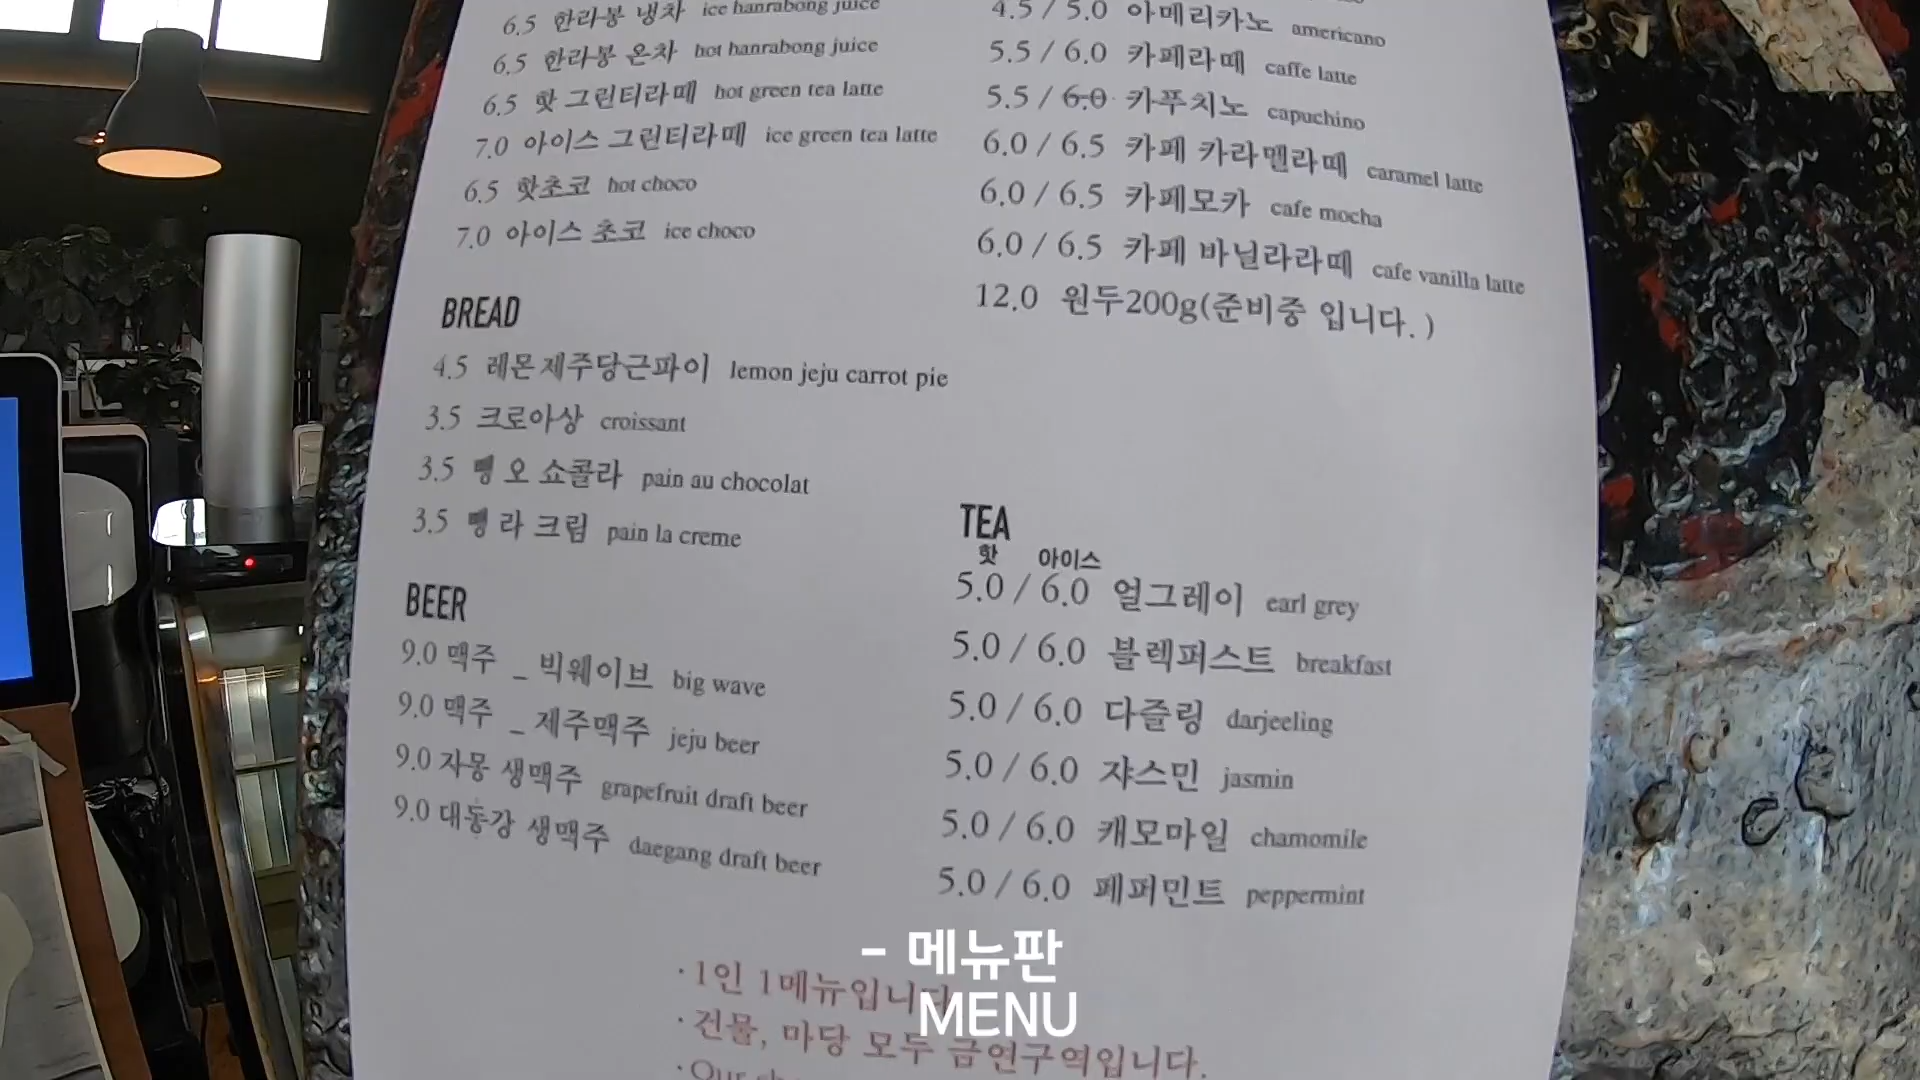 6.5 한라봉 냉차 ice hanrabong juice
6.5 한라봉 온차 hot hanrabong juice
6.5 핫 그린티라떼 hot green tea latte
7.0 아이스 그린티라떼 ice green tea latte
6.5 핫초코 hot choco
7.0 아이스 초코 ice choco
BREAD
4.5 레몬제주당근파이 lemon jeju carrot pie
3.5 크로아상 croissant
3.5 뺑 오 쇼콜라 pain au chocolat
3.5 뺑 라 크림 pain la creme
BEER
9.0 맥주 _ 빅웨이브 big wave
9.0 맥주 _ 제주맥주 jeju beer
9.0 자몽 생맥주 grapefruit draft beer
9.0 대동강 생맥주 daegang draft beer
4.5 / 5.0 아메리카노 americano
5.5 / 6.0 카페라떼 caffe latte
5.5 / 6.0 카푸치노 capuchino
6.0 / 6.5 카페 카라멜라떼 caramel latte
6.0 / 6.5 카페모카 cafe mocha
6.0 / 6.5 카페 바닐라라떼 cafe vanilla latte
12.0 원두200g(준비중 입니다. )
TEA
핫 아이스
5.0 / 6.0 얼그레이 earl grey
5.0 / 6.0 블렉퍼스트 breakfast
5.0 / 6.0 다즐링 darjeeling
5.0 / 6.0 쟈스민 jasmin
5.0 / 6.0 캐모마일 chamomile
5.0 / 6.0 페퍼민트 peppermint
· 1인 1메뉴입니다
· 건물, 마당 모두 금연구역입니다.
· Our
- 메뉴판
MENU